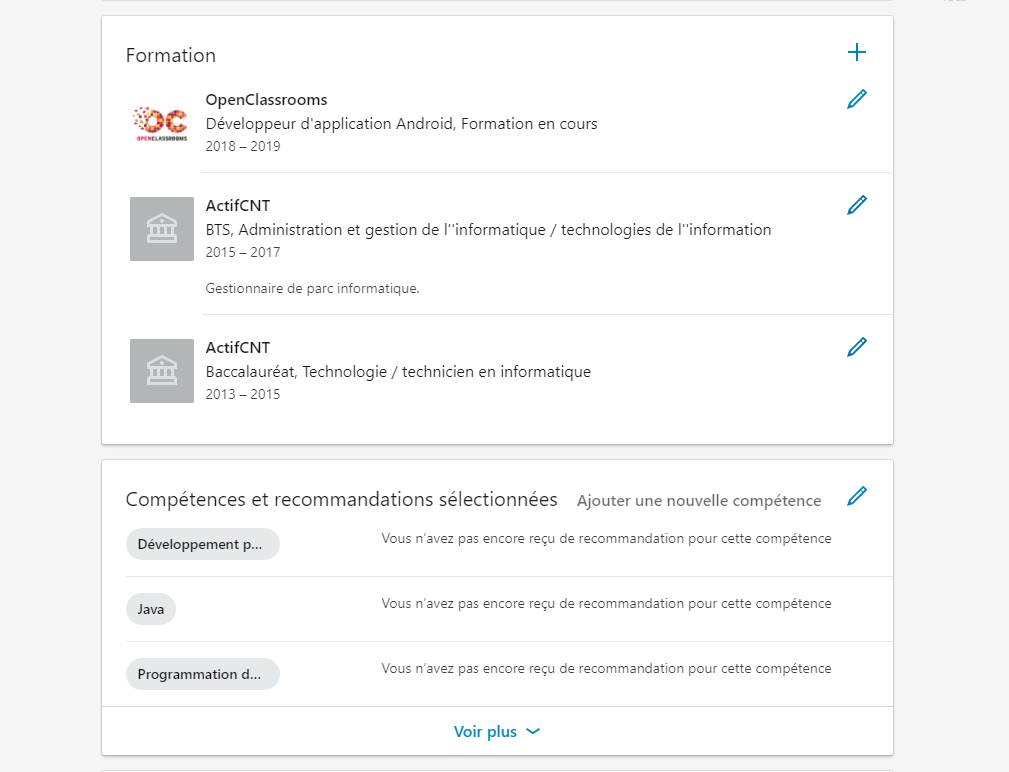 Formation
OpenClassrooms
Développeur d'application Android, Formation en cours
2018 – 2019
OC
OPENCLASSROOMS
ActifCNT
BTS, Administration et gestion de l''informatique / technologies de l''information
2015 – 2017
Gestionnaire de parc informatique.
ActifCNT
Baccalauréat, Technologie / technicien en informatique
2013 – 2015
Compétences et recommandations sélectionnées Ajouter une nouvelle compétence
Développement p... Vous n’avez pas encore reçu de recommandation pour cette compétence
Java Vous n’avez pas encore reçu de recommandation pour cette compétence
Programmation d... Vous n’avez pas encore reçu de recommandation pour cette compétence
Voir plus